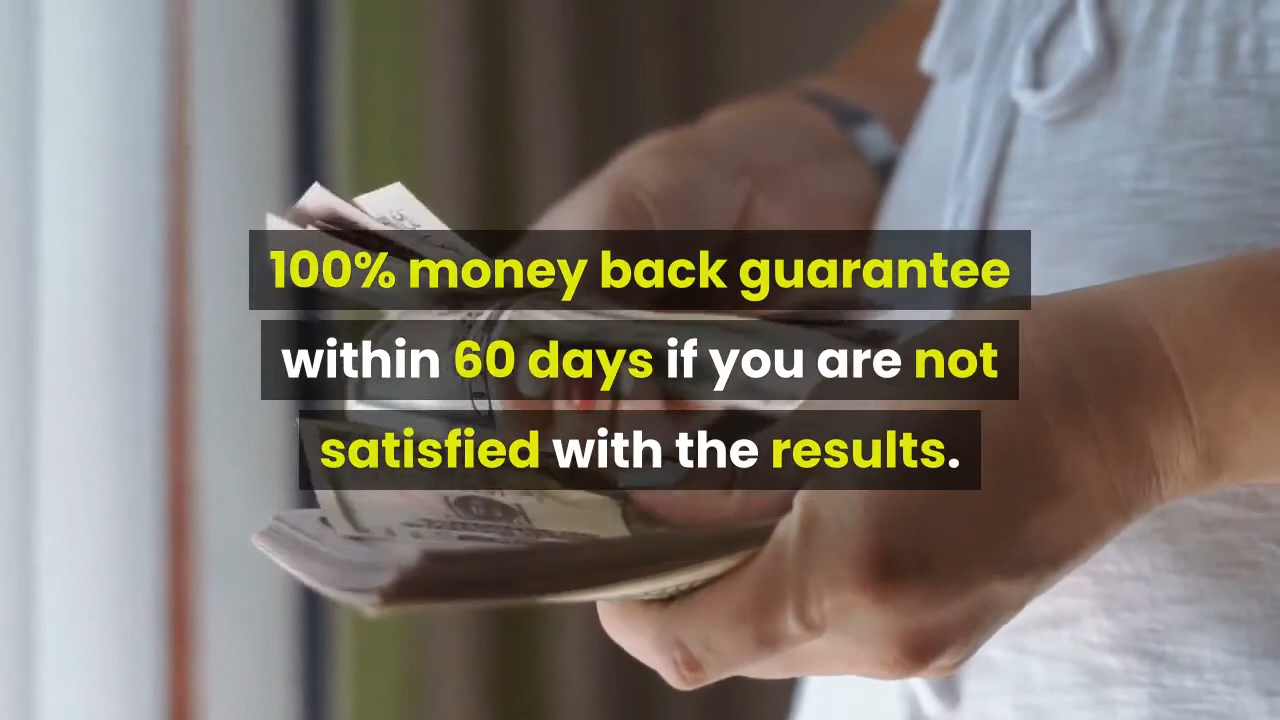 100% money back guarantee
within 60 days if you are not
satisfied with the results.